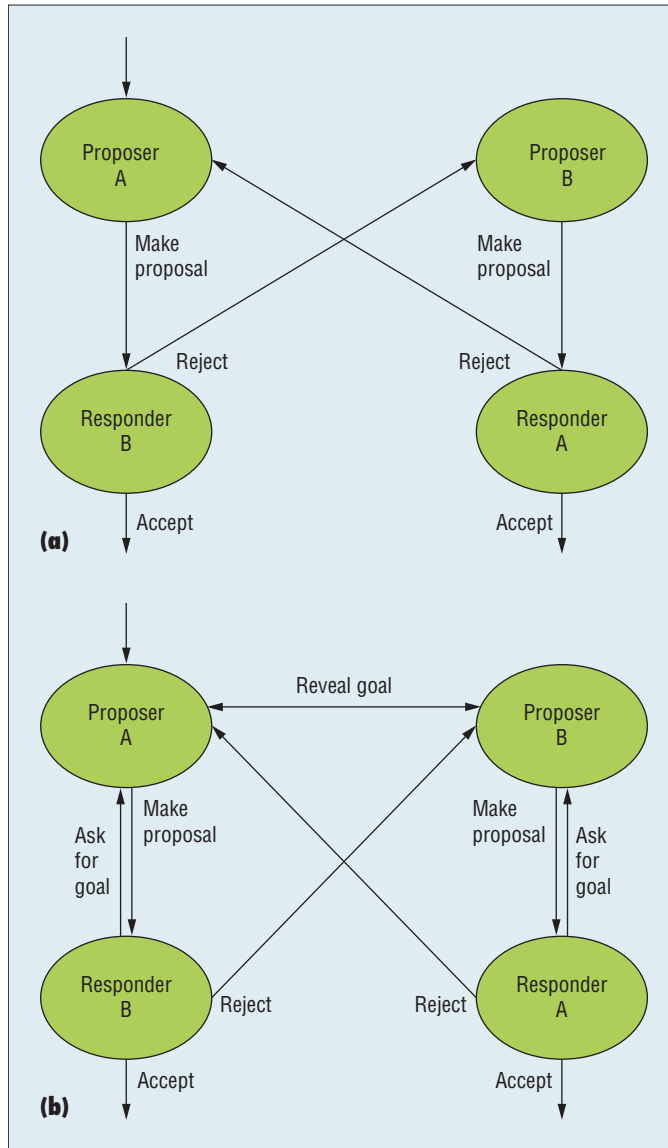 Proposer
A
Proposer
B
Make
proposal
Make
proposal
Reject
Reject
Responder
B
Responder
A
Accept
Accept
(a)
Reveal goal
Proposer
A
Proposer
B
Ask
for
goal
Make
proposal
Make
proposal
Ask
for
goal
Responder
B
Reject
Reject
Responder
A
Accept
Accept
(b)